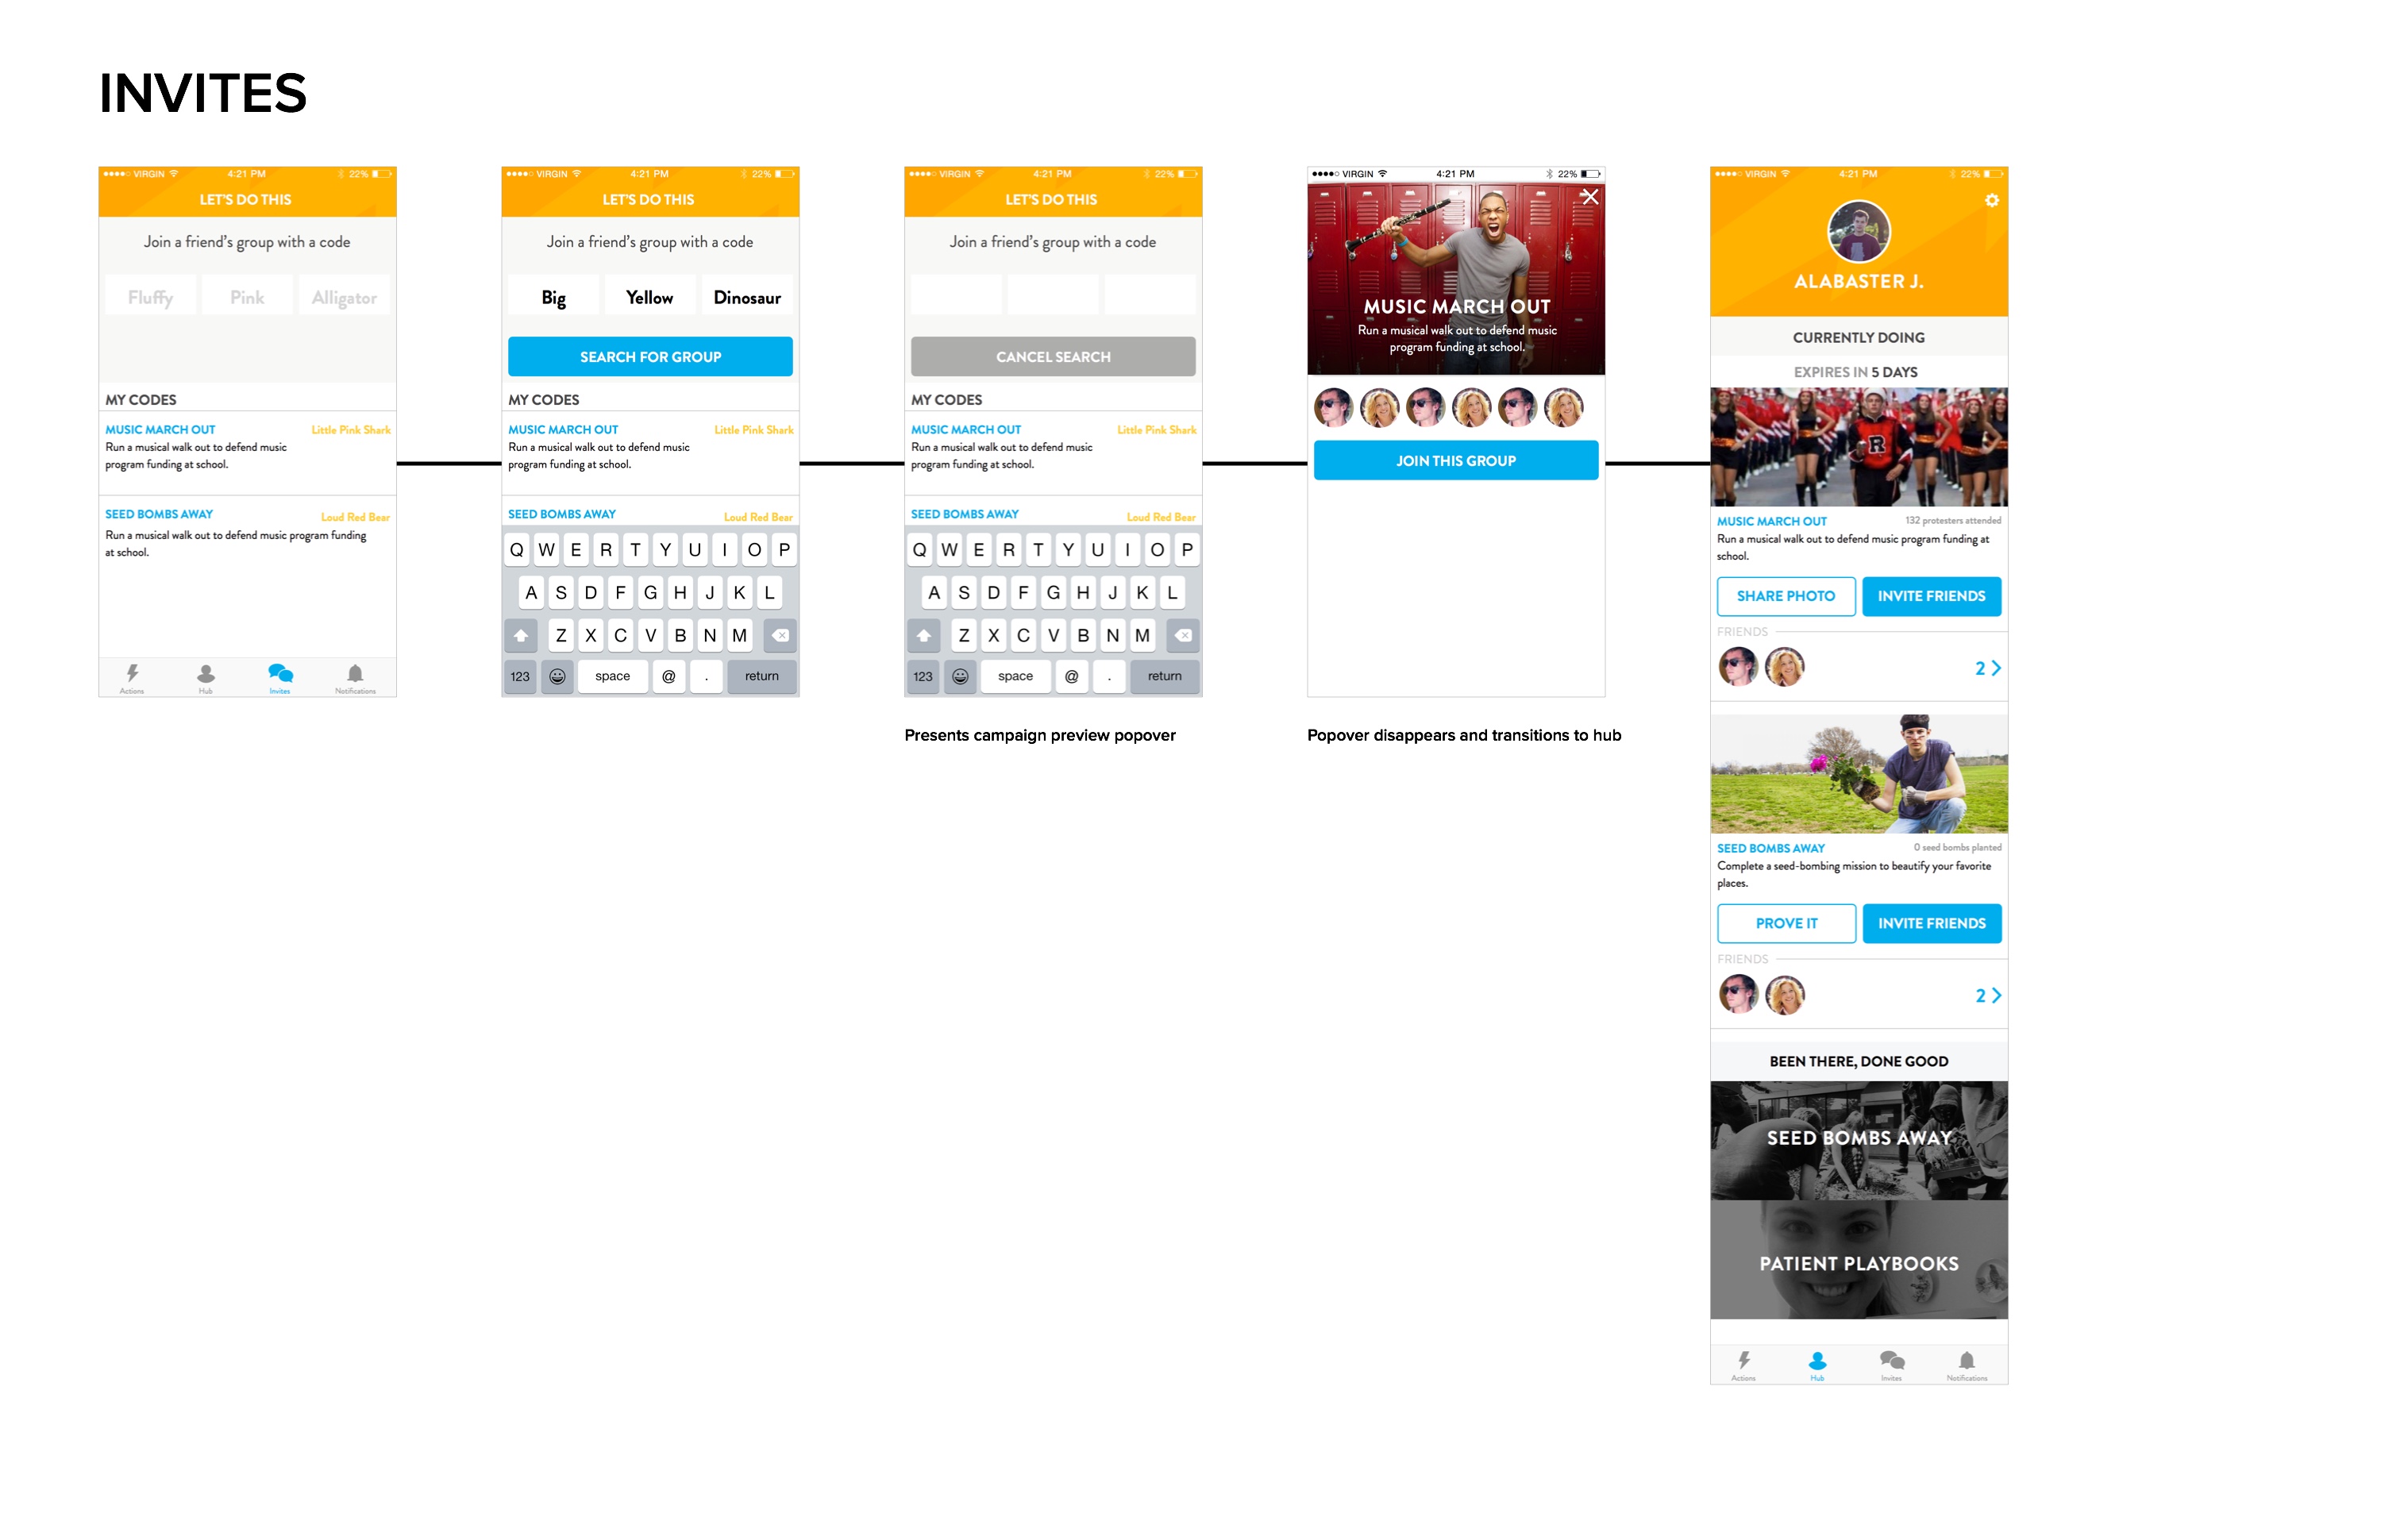 INVITES
VIRGIN 4:21 PM 22%
LET'S DO THIS
Join a friend's group with a code
Fluffy Pink Alligator
MY CODES
MUSIC MARCH OUT Little Pink Shark
Run a musical walk out to defend music
program funding at school.
SEED BOMBS AWAY Loud Red Bear
Run a musical walk out to defend music program funding
at school.
Actions Hub Invites Notifications
VIRGIN 4:21 PM 22%
LET'S DO THIS
Join a friend's group with a code
Big Yellow Dinosaur
SEARCH FOR GROUP
MY CODES
MUSIC MARCH OUT Little Pink Shark
Run a musical walk out to defend music
program funding at school.
SEED BOMBS AWAY Loud Red Bear
Q W E R T Y U I O P
A S D F G H J K L
Z X C V B N M
123 space @ . return
VIRGIN 4:21 PM 22%
LET'S DO THIS
Join a friend's group with a code
CANCEL SEARCH
MY CODES
MUSIC MARCH OUT Little Pink Shark
Run a musical walk out to defend music
program funding at school.
SEED BOMBS AWAY Loud Red Bear
Q W E R T Y U I O P
A S D F G H J K L
Z X C V B N M
123 space @ . return
Presents campaign preview popover
VIRGIN 4:21 PM 22%
MUSIC MARCH OUT
Run a musical walk out to defend music
program funding at school.
JOIN THIS GROUP
Popover disappears and transitions to hub
VIRGIN 4:21 PM 22%
ALABASTER J.
CURRENTLY DOING
EXPIRES IN 5 DAYS
R
MUSIC MARCH OUT 132 protesters attended
Run a musical walk out to defend music program funding at
school.
SHARE PHOTO INVITE FRIENDS
FRIENDS
2
SEED BOMBS AWAY 0 seed bombs planted
Complete a seed-bombing mission to beautify your favorite
places.
PROVE IT INVITE FRIENDS
FRIENDS
2
BEEN THERE, DONE GOOD
SEED BOMBS AWAY
PATIENT PLAYBOOKS
Actions Hub Invites Notifications